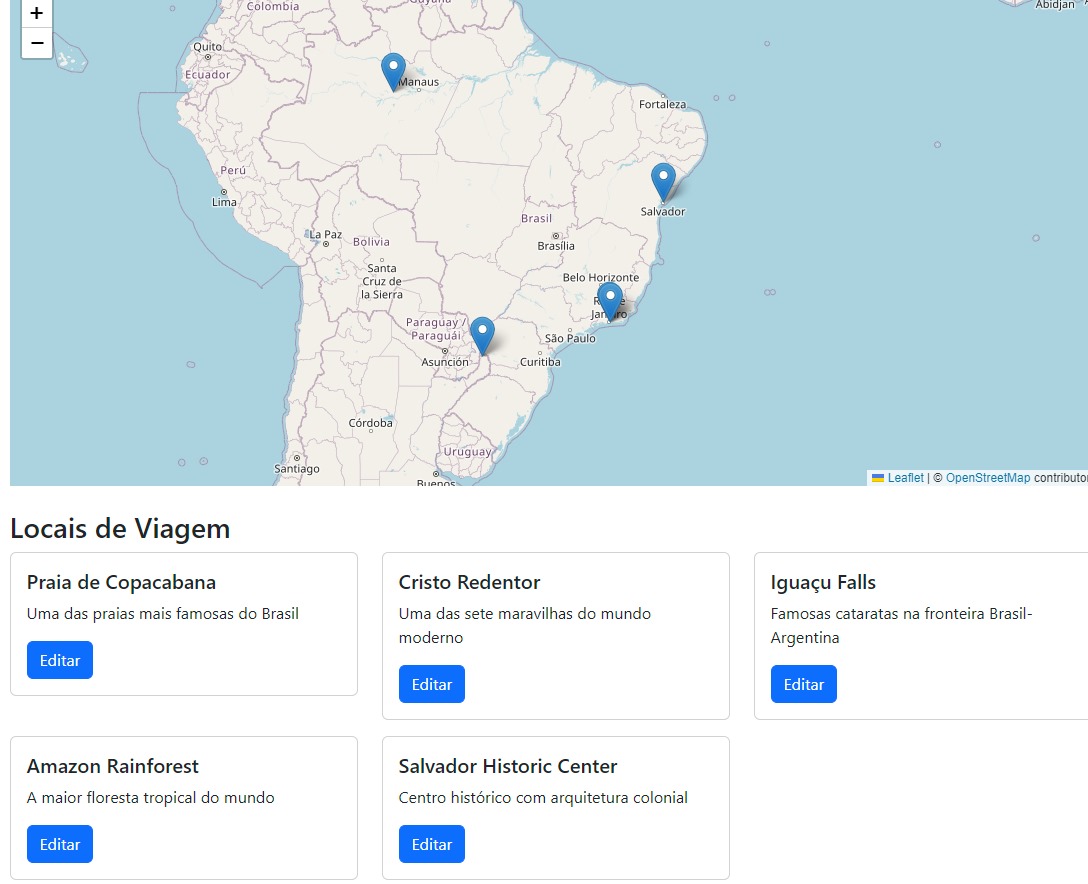 +
−
Colombia
Guyana
Abidjan
Quito
Ecuador
Manaus
Fortaleza
Perú
Lima
Salvador
Brasil
La Paz
Bolivia
Brasília
Santa
Cruz de
la Sierra
Belo Horizonte
Paraguay /
Paraguái
São Paulo
Asunción
Curitiba
Córdoba
Uruguay
Santiago
Buenos
Leaflet | © OpenStreetMap contributor
Locais de Viagem
Praia de Copacabana
Uma das praias mais famosas do Brasil
Editar
Cristo Redentor
Uma das sete maravilhas do mundo
moderno
Editar
Iguaçu Falls
Famosas cataratas na fronteira Brasil-
Argentina
Editar
Amazon Rainforest
A maior floresta tropical do mundo
Editar
Salvador Historic Center
Centro histórico com arquitetura colonial
Editar